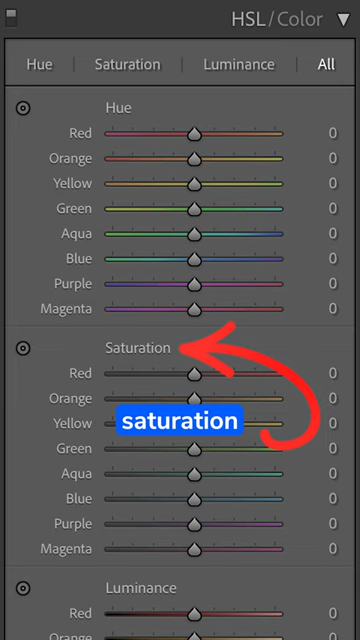 HSL / Color
Hue | Saturation | Luminance | All
Hue
Red 0
Orange 0
Yellow 0
Green 0
Aqua 0
Blue 0
Purple 0
Magenta 0
Saturation
Red 0
Orange 0
Yellow 0
saturation
Green 0
Aqua 0
Blue 0
Purple 0
Magenta 0
Luminance
Red 0
Orange 0